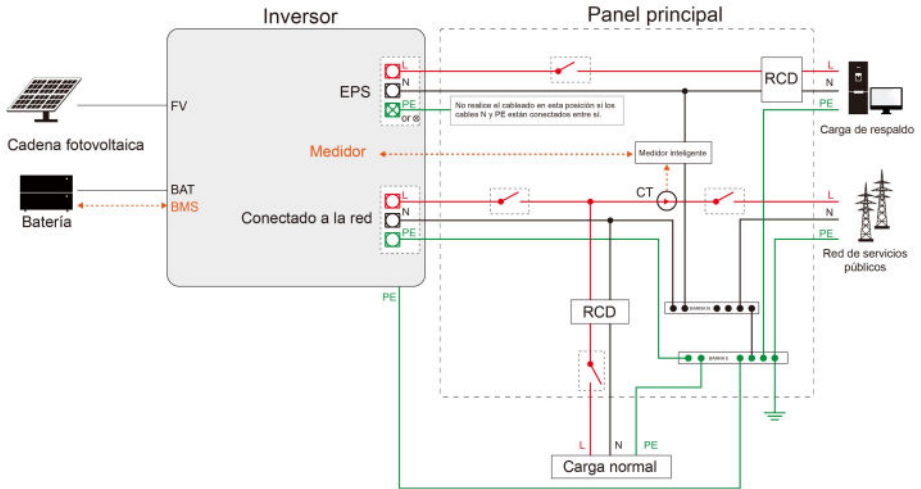 Inversor
Panel principal
L
N
EPS
PE
or ⊗
No realice el cableado en esta posición si los
cables N y PE están conectados entre sí.
RCD
L
N
PE
Carga de respaldo
FV
Cadena fotovoltaica
Medidor
Medidor inteligente
BAT
BMS
Batería
Conectado a la red
L
N
PE
CT
L
N
PE
Red de servicios
públicos
PE
RCD
BARRA N
BARRA E
L
N
PE
Carga normal